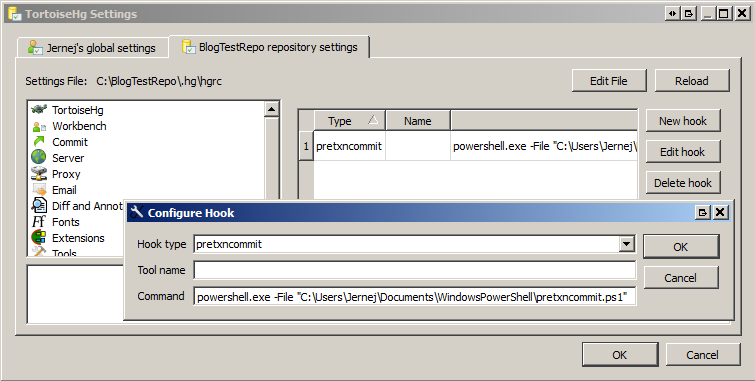 TortoiseHg Settings
Jernej's global settings
BlogTestRepo repository settings
Settings File: C:\BlogTestRepo\.hg\hgrc
Edit File
Reload
TortoiseHg
Workbench
Commit
Server
Proxy
Email
Diff and Annot
Fonts
Extensions
Tools
Type
Name
1
pretxncommit
powershell.exe -File "C:\Users\Jernej\
New hook
Edit hook
Delete hook
Configure Hook
Hook type
pretxncommit
OK
Tool name
Cancel
Command
powershell.exe -File "C:\Users\Jernej\Documents\WindowsPowerShell\pretxncommit.ps1"
OK
Cancel